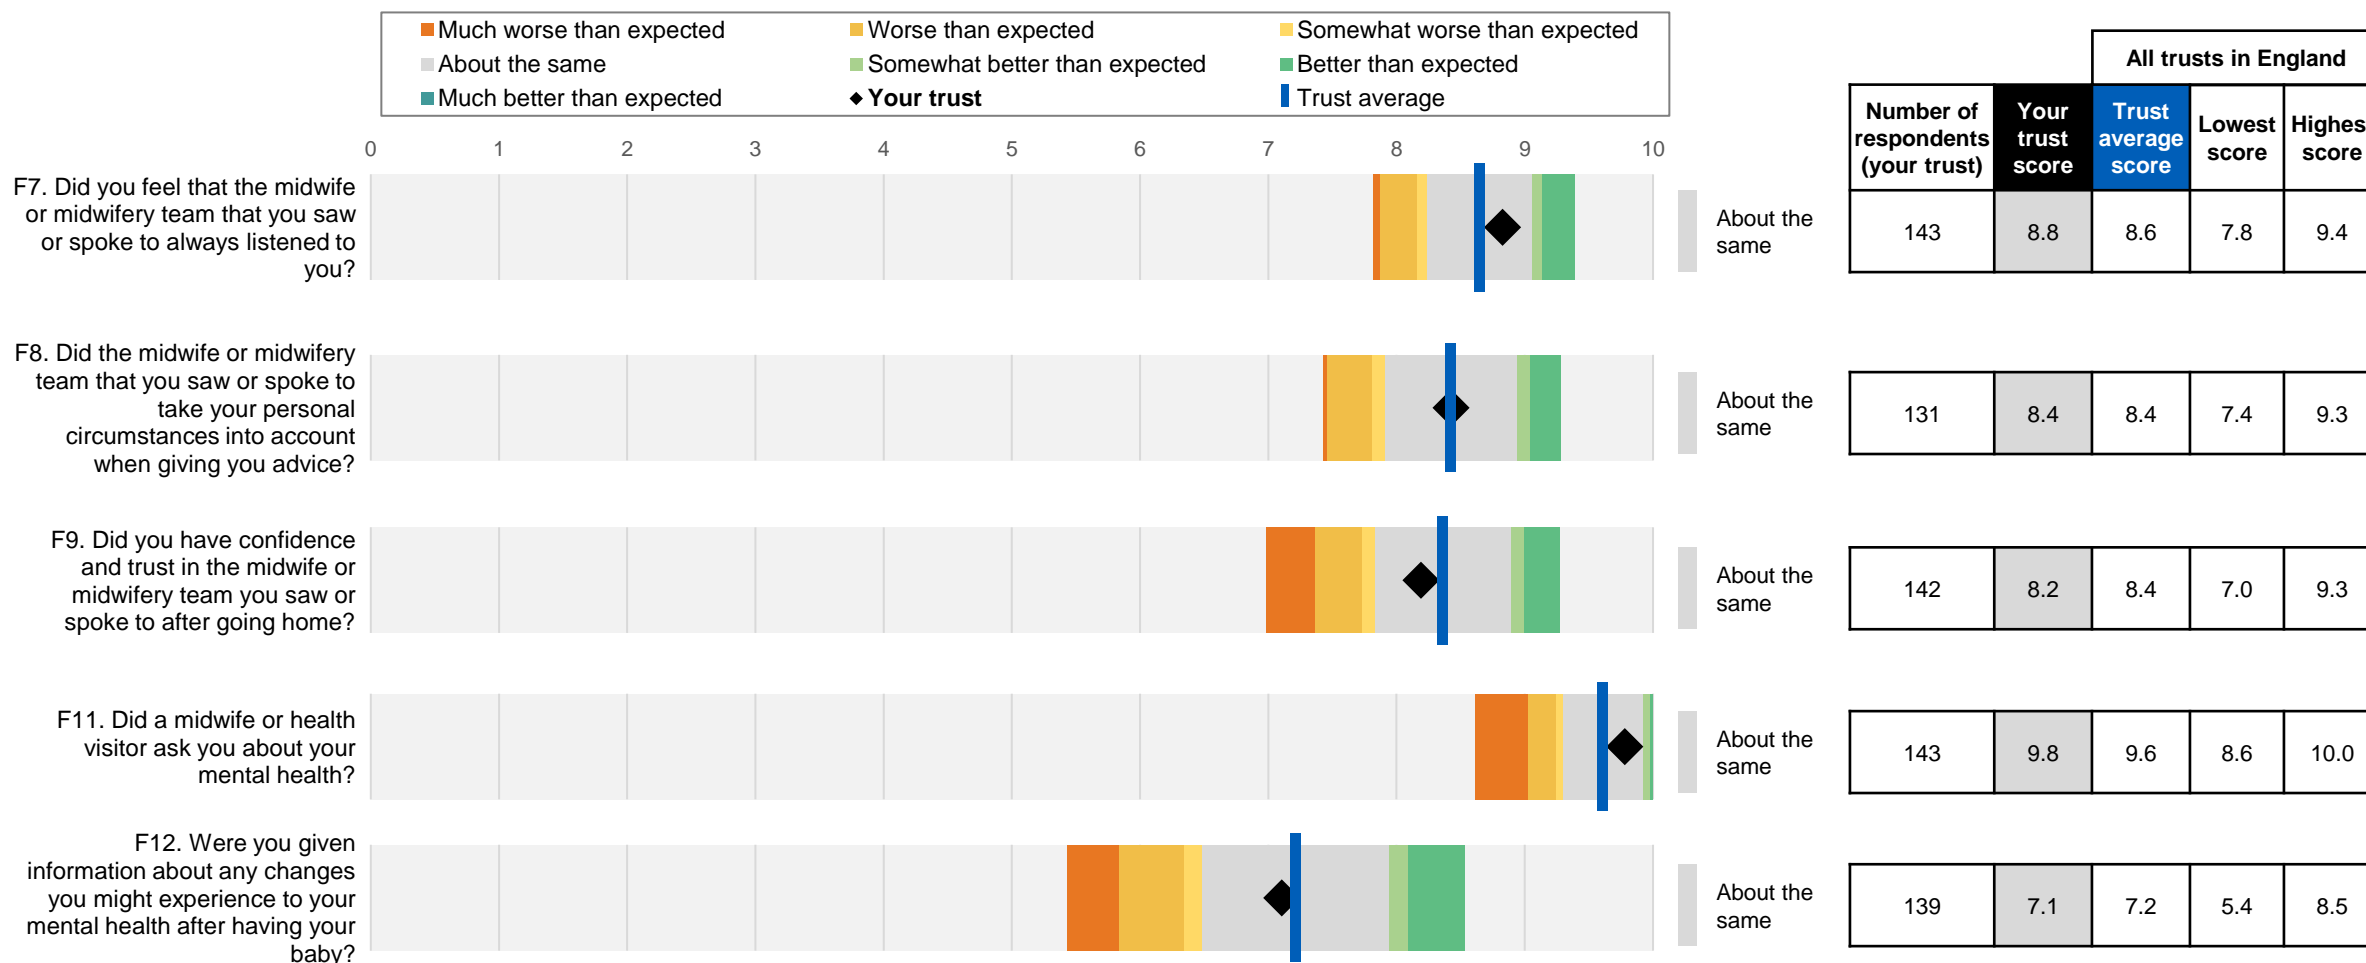 Much worse than expected
Worse than expected
Somewhat worse than expected
About the same
Somewhat better than expected
Better than expected
Much better than expected
Your trust
Trust average
All trusts in England
Number of
respondents
(your trust)
Your
trust
score
Trust
average
score
Lowest
score
Highes
score
0 1 2 3 4 5 6 7 8 9 10
F7. Did you feel that the midwife
or midwifery team that you saw
or spoke to always listened to
you?
About the
same
143 8.8 8.6 7.8 9.4
F8. Did the midwife or midwifery
team that you saw or spoke to
take your personal
circumstances into account
when giving you advice?
About the
same
131 8.4 8.4 7.4 9.3
F9. Did you have confidence
and trust in the midwife or
midwifery team you saw or
spoke to after going home?
About the
same
142 8.2 8.4 7.0 9.3
F11. Did a midwife or health
visitor ask you about your
mental health?
About the
same
143 9.8 9.6 8.6 10.0
F12. Were you given
information about any changes
you might experience to your
mental health after having your
baby?
About the
same
139 7.1 7.2 5.4 8.5